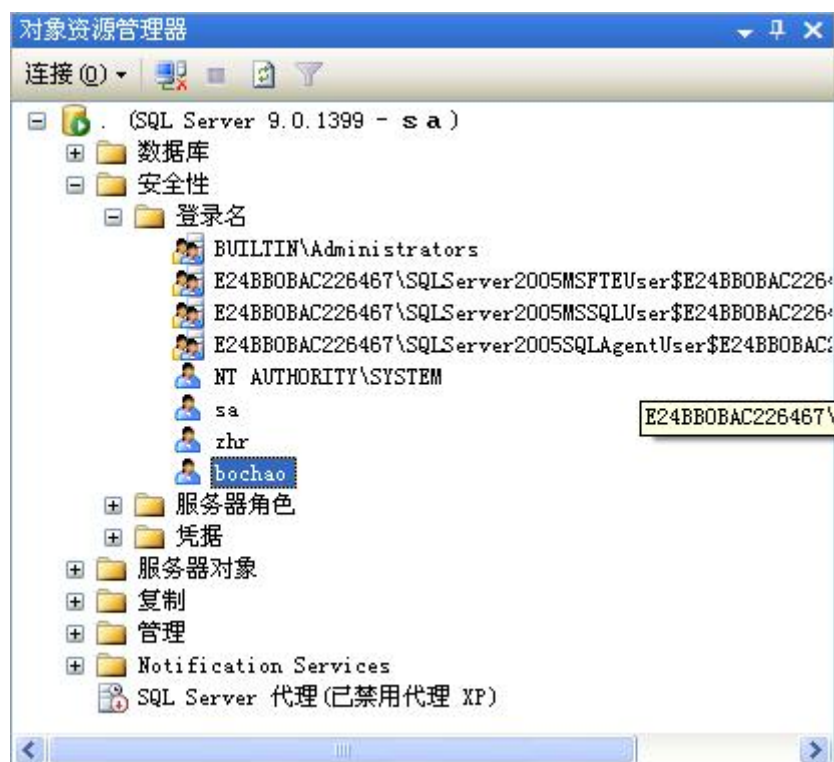 对象资源管理器
连接(O)
. (SQL Server 9.0.1399 - sa)
数据库
安全性
登录名
BUILTIN\Administrators
E24BB0BAC226467\SQLServer2005MSFTEUser$E24BB0BAC226
E24BB0BAC226467\SQLServer2005MSSQLUser$E24BB0BAC226
E24BB0BAC226467\SQLServer2005SQLAgentUser$E24BB0BAC
NT AUTHORITY\SYSTEM
sa
E24BB0BAC226467\
zhr
bochao
服务器角色
凭据
服务器对象
复制
管理
Notification Services
SQL Server 代理(已禁用代理 XP)